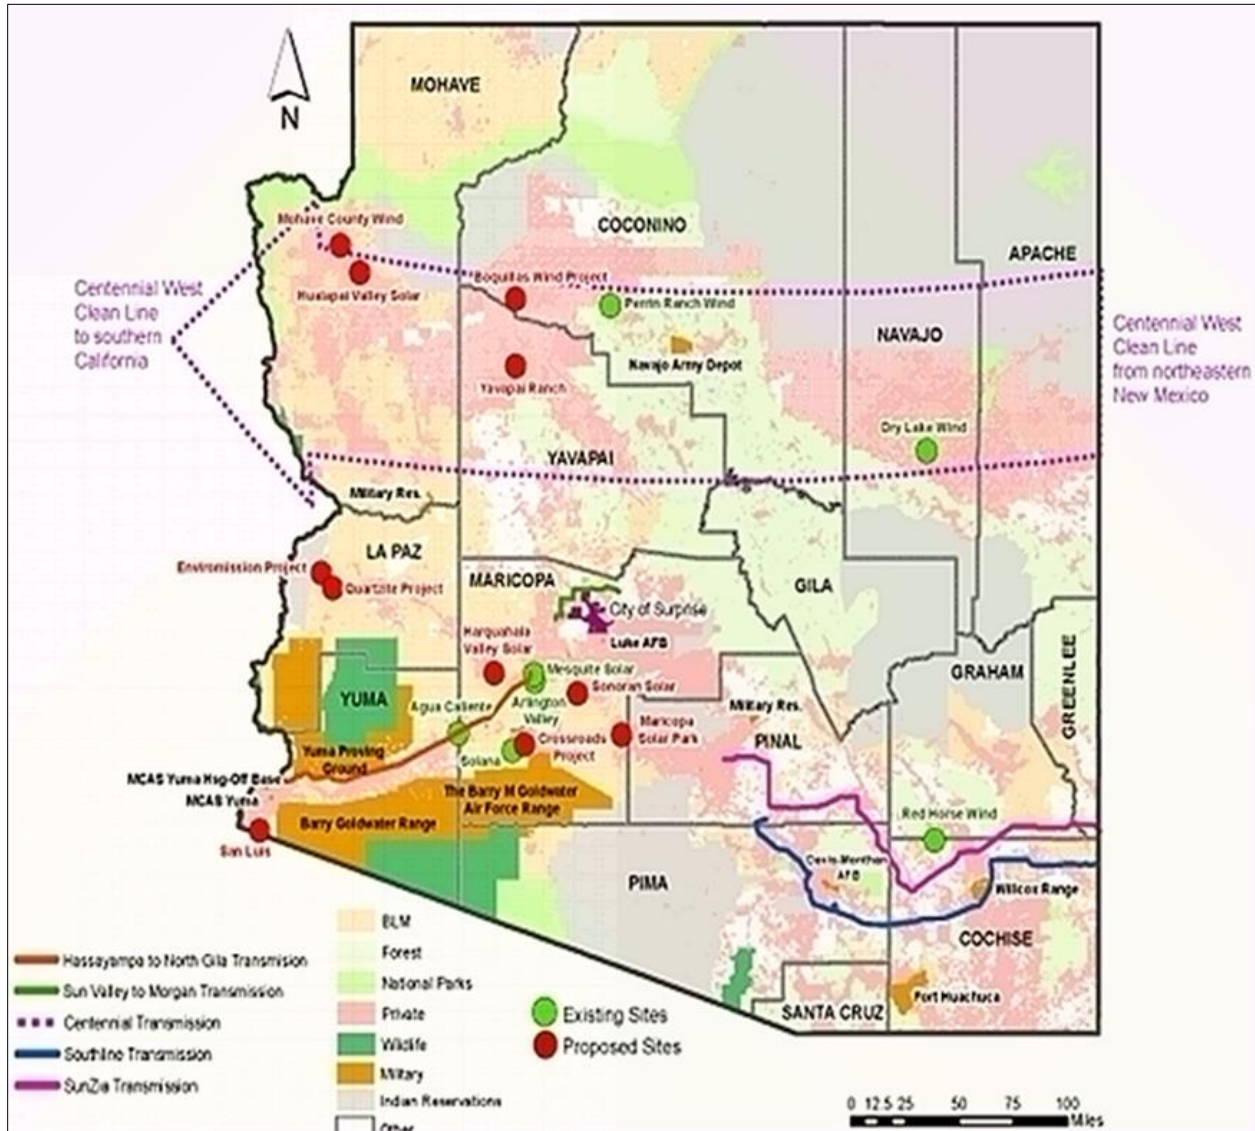 N
MOHAVE
Mohave County Wind
COCONINO
APACHE
Boquillas Wind Project
Hualapai Valley Solar
Perrin Ranch Wind
Centennial West
Clean Line
to southern
California
NAVAJO
Centennial West
Clean Line
from northeastern
New Mexico
Navajo Army Depot
Yavapai Ranch
Dry Lake Wind
YAVAPAI
Military Res.
LA PAZ
Enviromission Project
Quartzite Project
MARICOPA
GILA
City of Surprise
Luke AFB
Harquahala
Valley Solar
GREENLEE
GRAHAM
Mesquite Solar
Sonoran Solar
YUMA
Agua Caliente
Arlington
Valley
Military Res.
Maricopa
Solar Park
PINAL
Crossroads
Project
Solana
Yuma Proving
Ground
MCAS Yuma Hsg-Off Base
MCAS Yuma
The Barry M Goldwater
Air Force Range
Barry Goldwater Range
San Luis
Red Horse Wind
Davis-Monthan
AFB
Willcox Range
PIMA
COCHISE
Fort Huachuca
SANTA CRUZ
Hassayampa to North Gila Transmision
Sun Valley to Morgan Transmission
Centennial Transmission
Southline Transmission
SunZia Transmission
BLM
Forest
National Parks
Private
Wildlife
Military
Indian Reservations
Other
Existing Sites
Proposed Sites
0 12.5 25 50 75 100
Miles